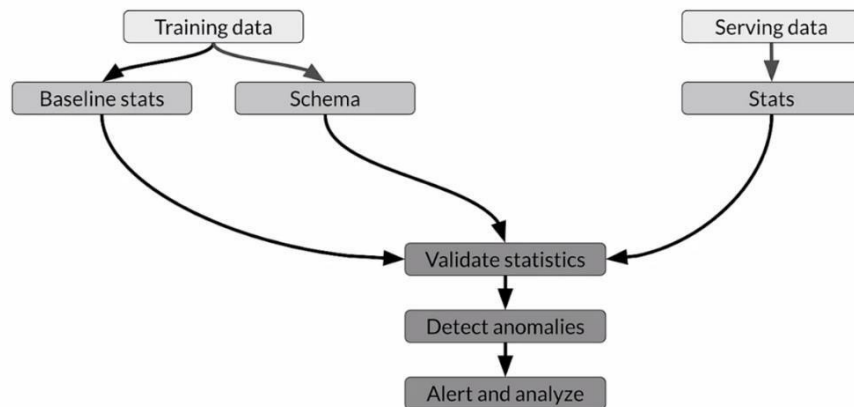 Training data
Serving data
Baseline stats
Schema
Stats
Validate statistics
Detect anomalies
Alert and analyze